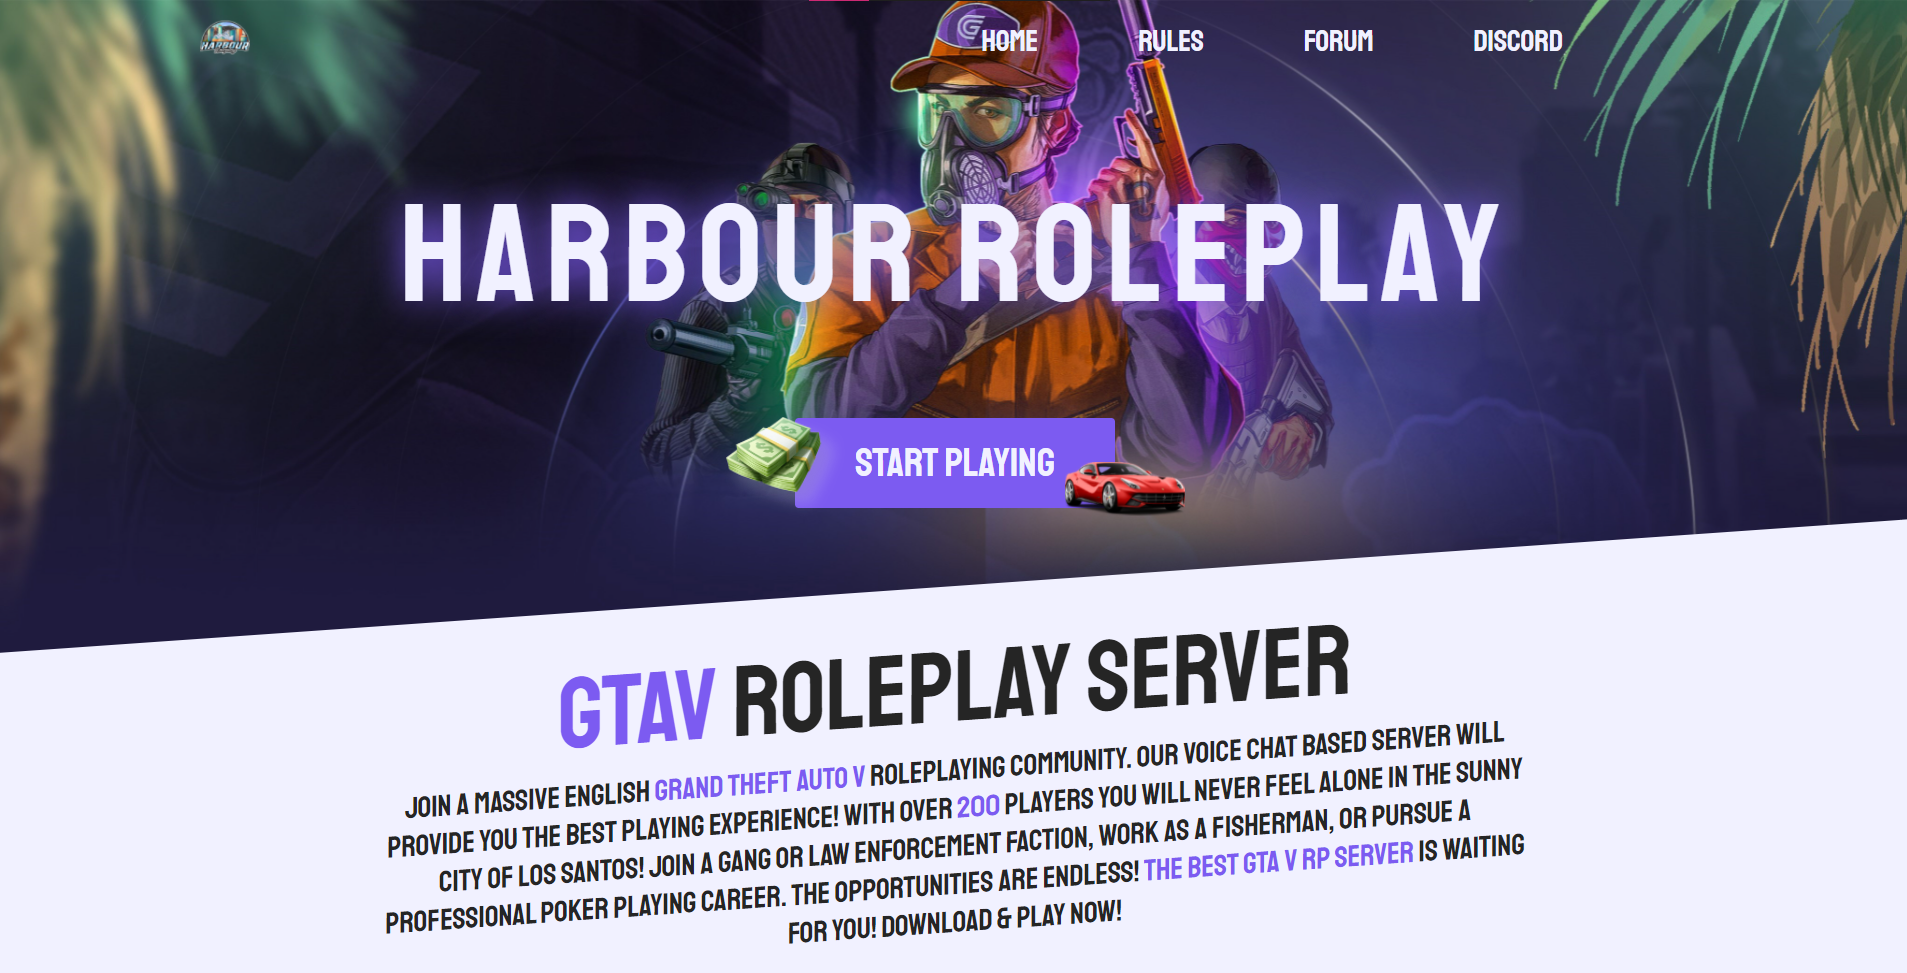 HARBOUR
HOME RULES FORUM DISCORD
HARBOUR ROLEPLAY
START PLAYING
GTAV ROLEPLAY SERVER
JOIN A MASSIVE ENGLISH GRAND THEFT AUTO V ROLEPLAYING COMMUNITY. OUR VOICE CHAT BASED SERVER WILL
PROVIDE YOU THE BEST PLAYING EXPERIENCE! WITH OVER 200 PLAYERS YOU WILL NEVER FEEL ALONE IN THE SUNNY
CITY OF LOS SANTOS! JOIN A GANG OR LAW ENFORCEMENT FACTION, WORK AS A FISHERMAN, OR PURSUE A
PROFESSIONAL POKER PLAYING CAREER. THE OPPORTUNITIES ARE ENDLESS! THE BEST GTA V RP SERVER IS WAITING
FOR YOU! DOWNLOAD & PLAY NOW!